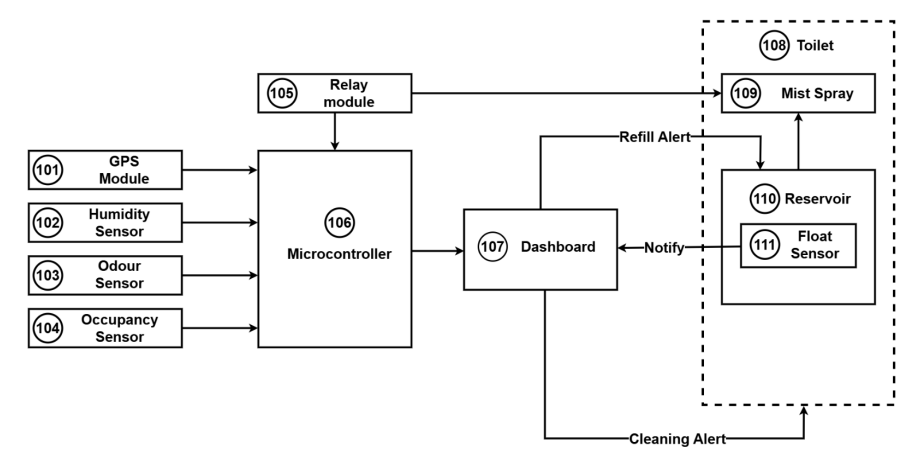 108 Toilet
105 Relay
module
109 Mist Spray
Refill Alert
101 GPS
Module
102 Humidity
Sensor
103 Odour
Sensor
104 Occupancy
Sensor
106
Microcontroller
107 Dashboard
Notify
110 Reservoir
111 Float
Sensor
Cleaning Alert